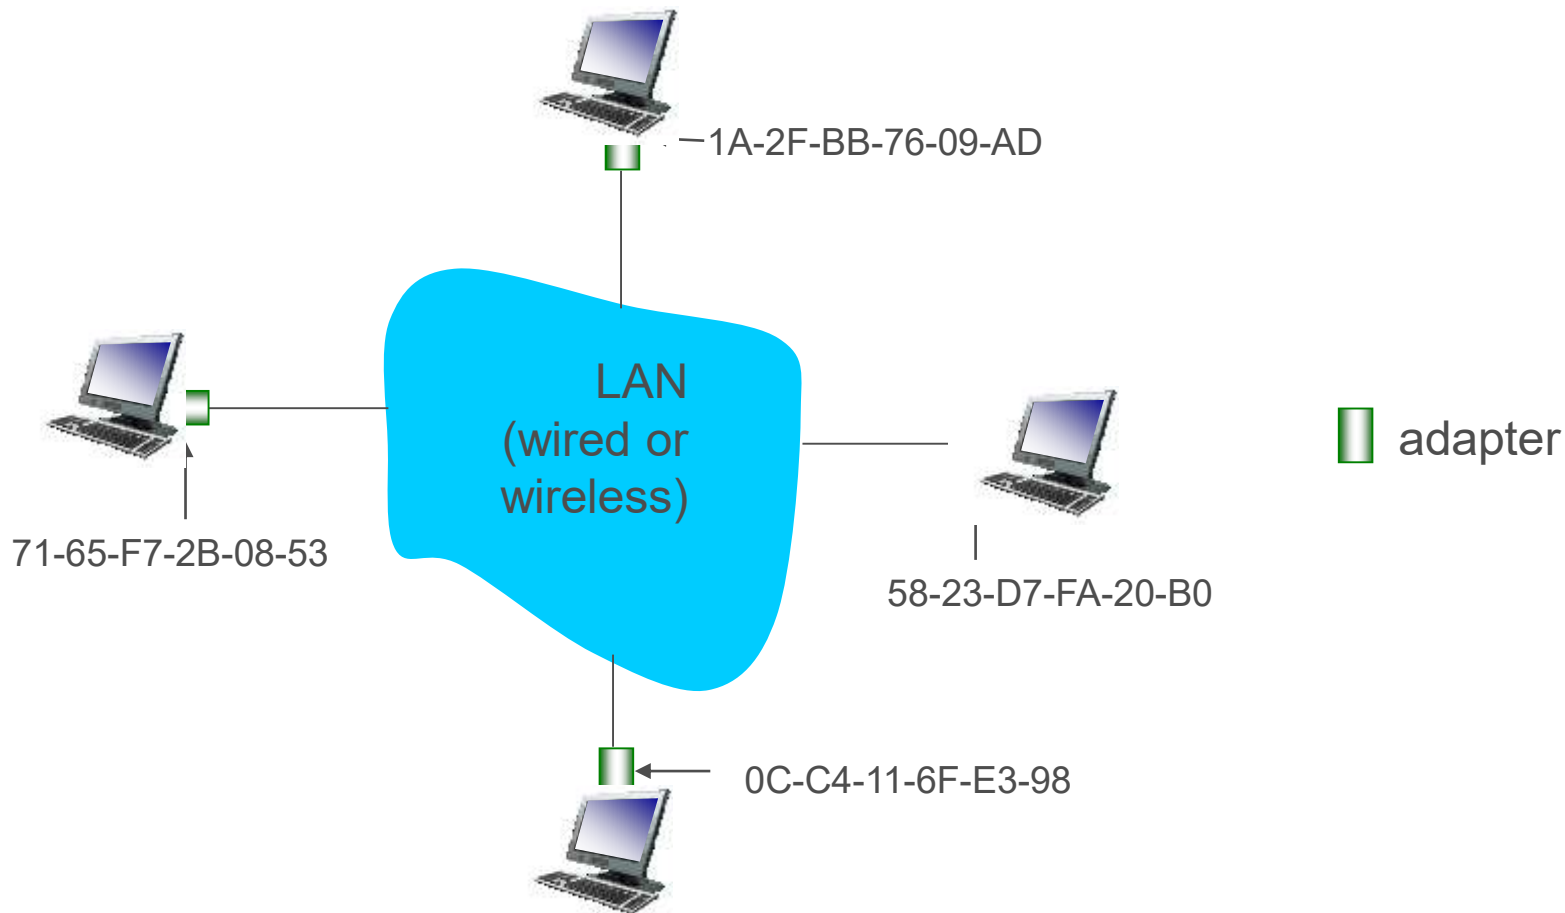 1A-2F-BB-76-09-AD
LAN
(wired or
wireless)
adapter
71-65-F7-2B-08-53
58-23-D7-FA-20-B0
0C-C4-11-6F-E3-98